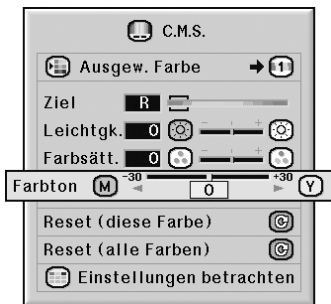 C.M.S.
Ausgew. Farbe 1
Ziel R
Leichtgk. 0 - +
Farbsätt. 0 - +
Farbton M -30 0 +30 Y
Reset (diese Farbe)
Reset (alle Farben)
Einstellungen betrachten